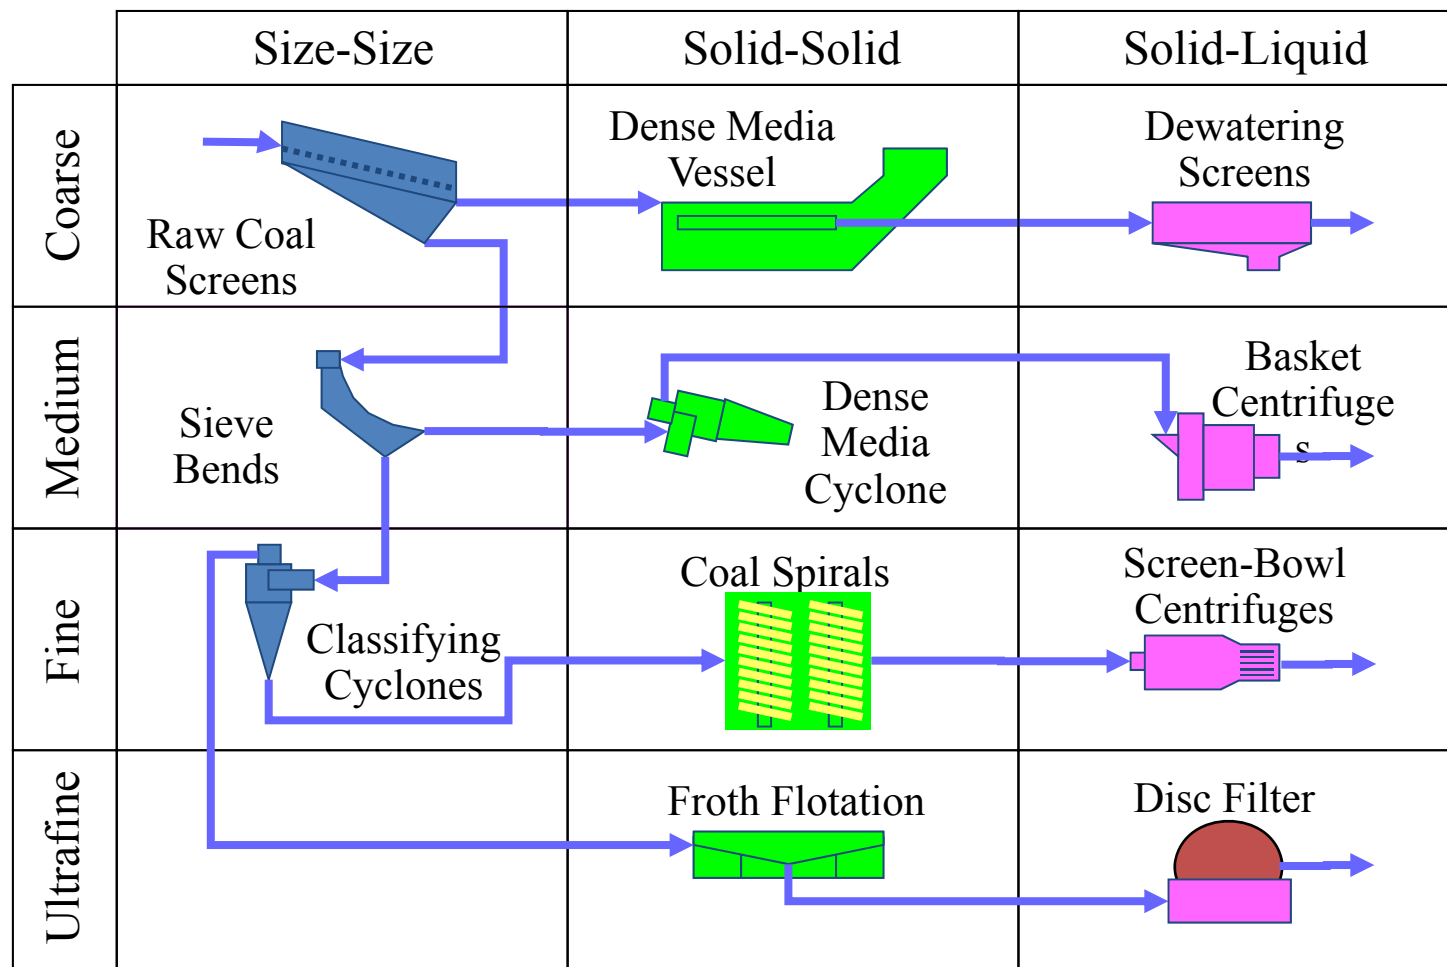 Size-Size
Solid-Solid
Solid-Liquid
Coarse
Raw Coal
Screens
Dense Media
Vessel
Dewatering
Screens
Medium
Sieve
Bends
Dense
Media
Cyclone
Basket
Centrifuge
s
Fine
Classifying
Cyclones
Coal Spirals
Screen-Bowl
Centrifuges
Ultrafine
Froth Flotation
Disc Filter